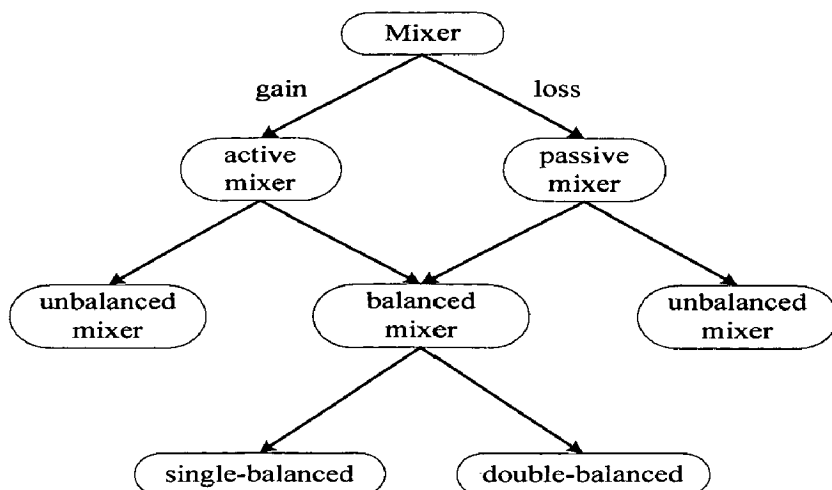 Mixer
gain
loss
active
mixer
passive
mixer
unbalanced
mixer
balanced
mixer
unbalanced
mixer
single-balanced
double-balanced